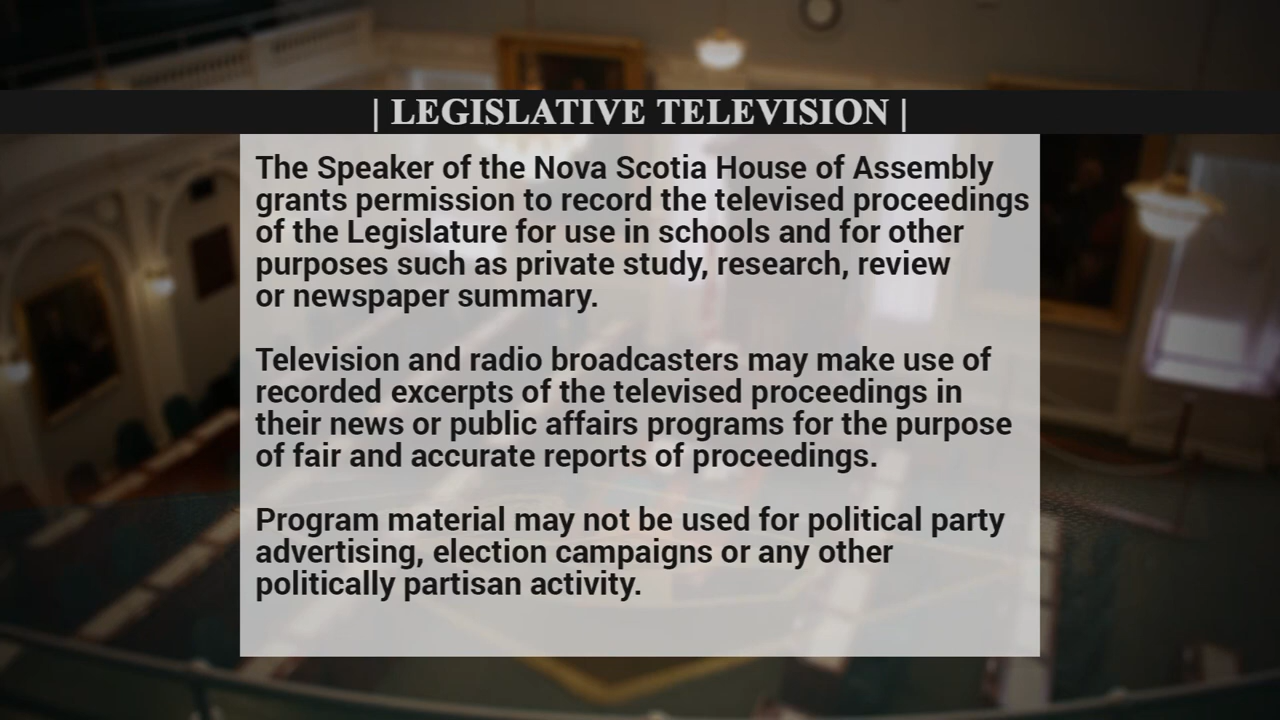 | LEGISLATIVE TELEVISION |
The Speaker of the Nova Scotia House of Assembly
grants permission to record the televised proceedings
of the Legislature for use in schools and for other
purposes such as private study, research, review
or newspaper summary.
Television and radio broadcasters may make use of
recorded excerpts of the televised proceedings in
their news or public affairs programs for the purpose
of fair and accurate reports of proceedings.
Program material may not be used for political party
advertising, election campaigns or any other
politically partisan activity.